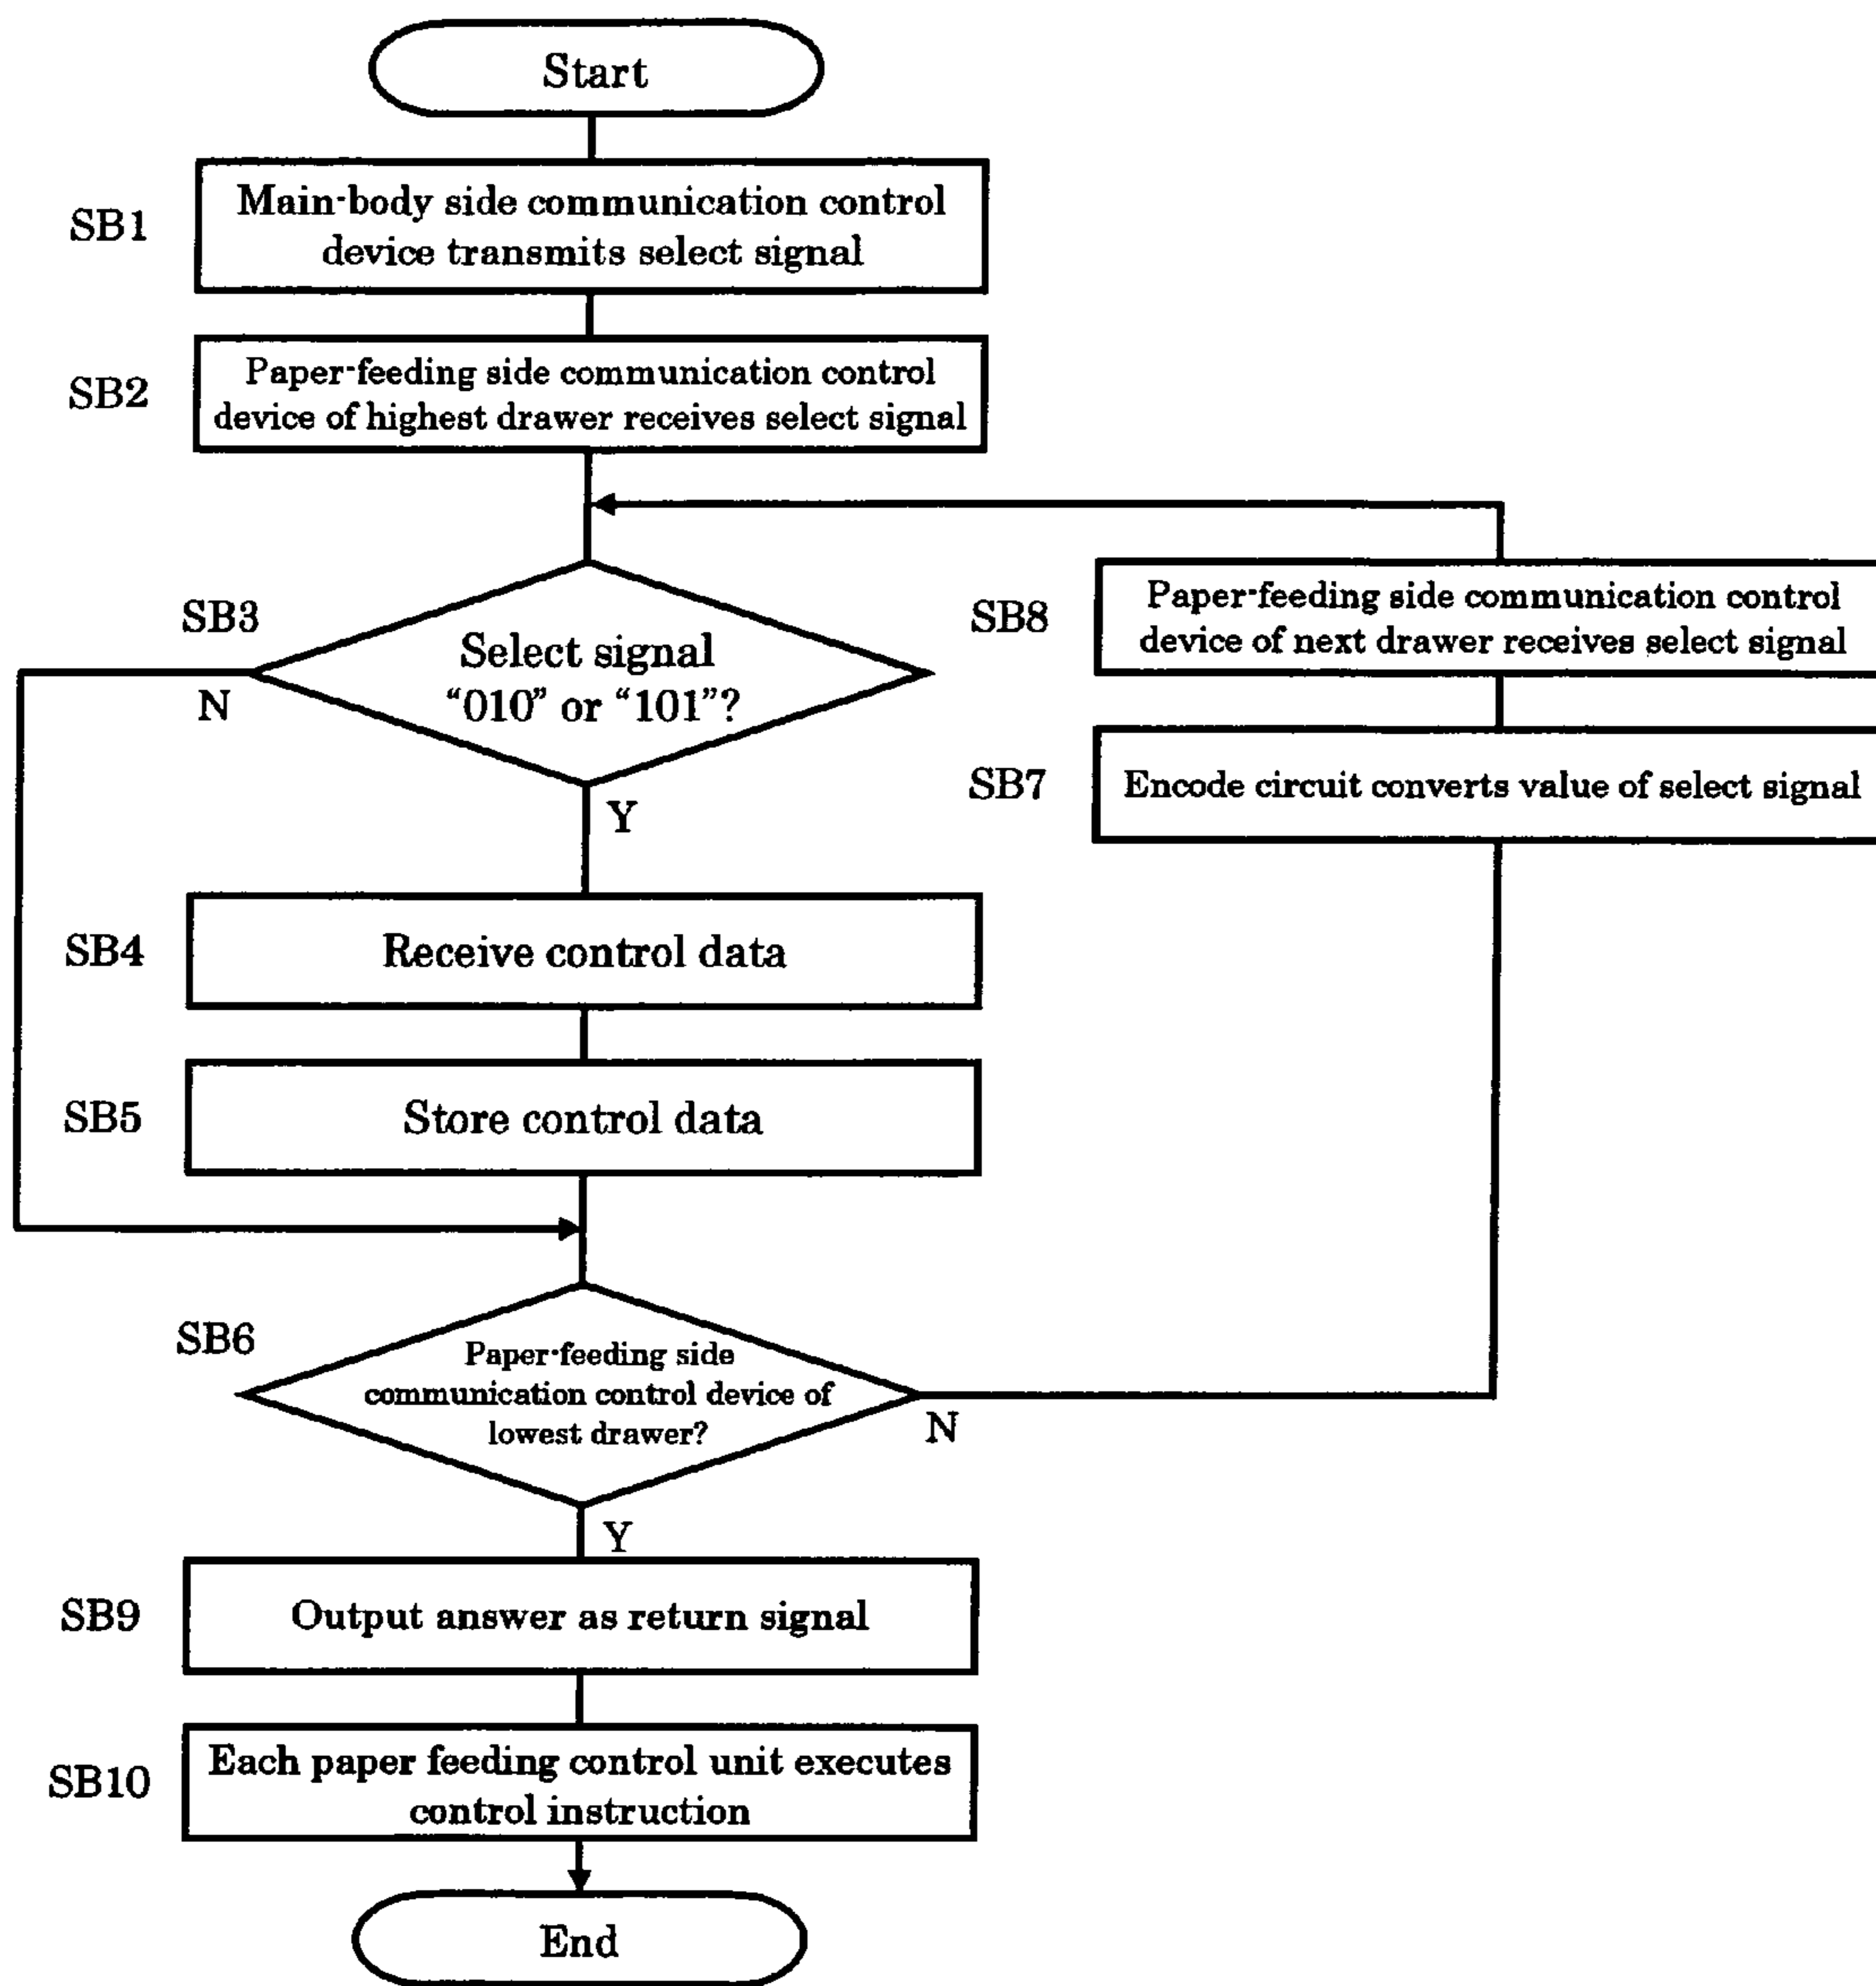 Start
SB1
Main-body side communication control
device transmits select signal
SB2
Paper-feeding side communication control
device of highest drawer receives select signal
SB3
Select signal
“010” or “101”?
N
Y
SB8
Paper-feeding side communication control
device of next drawer receives select signal
SB7
Encode circuit converts value of select signal
SB4
Receive control data
SB5
Store control data
SB6
Paper-feeding side
communication control device of
lowest drawer?
N
Y
SB9
Output answer as return signal
SB10
Each paper feeding control unit executes
control instruction
End